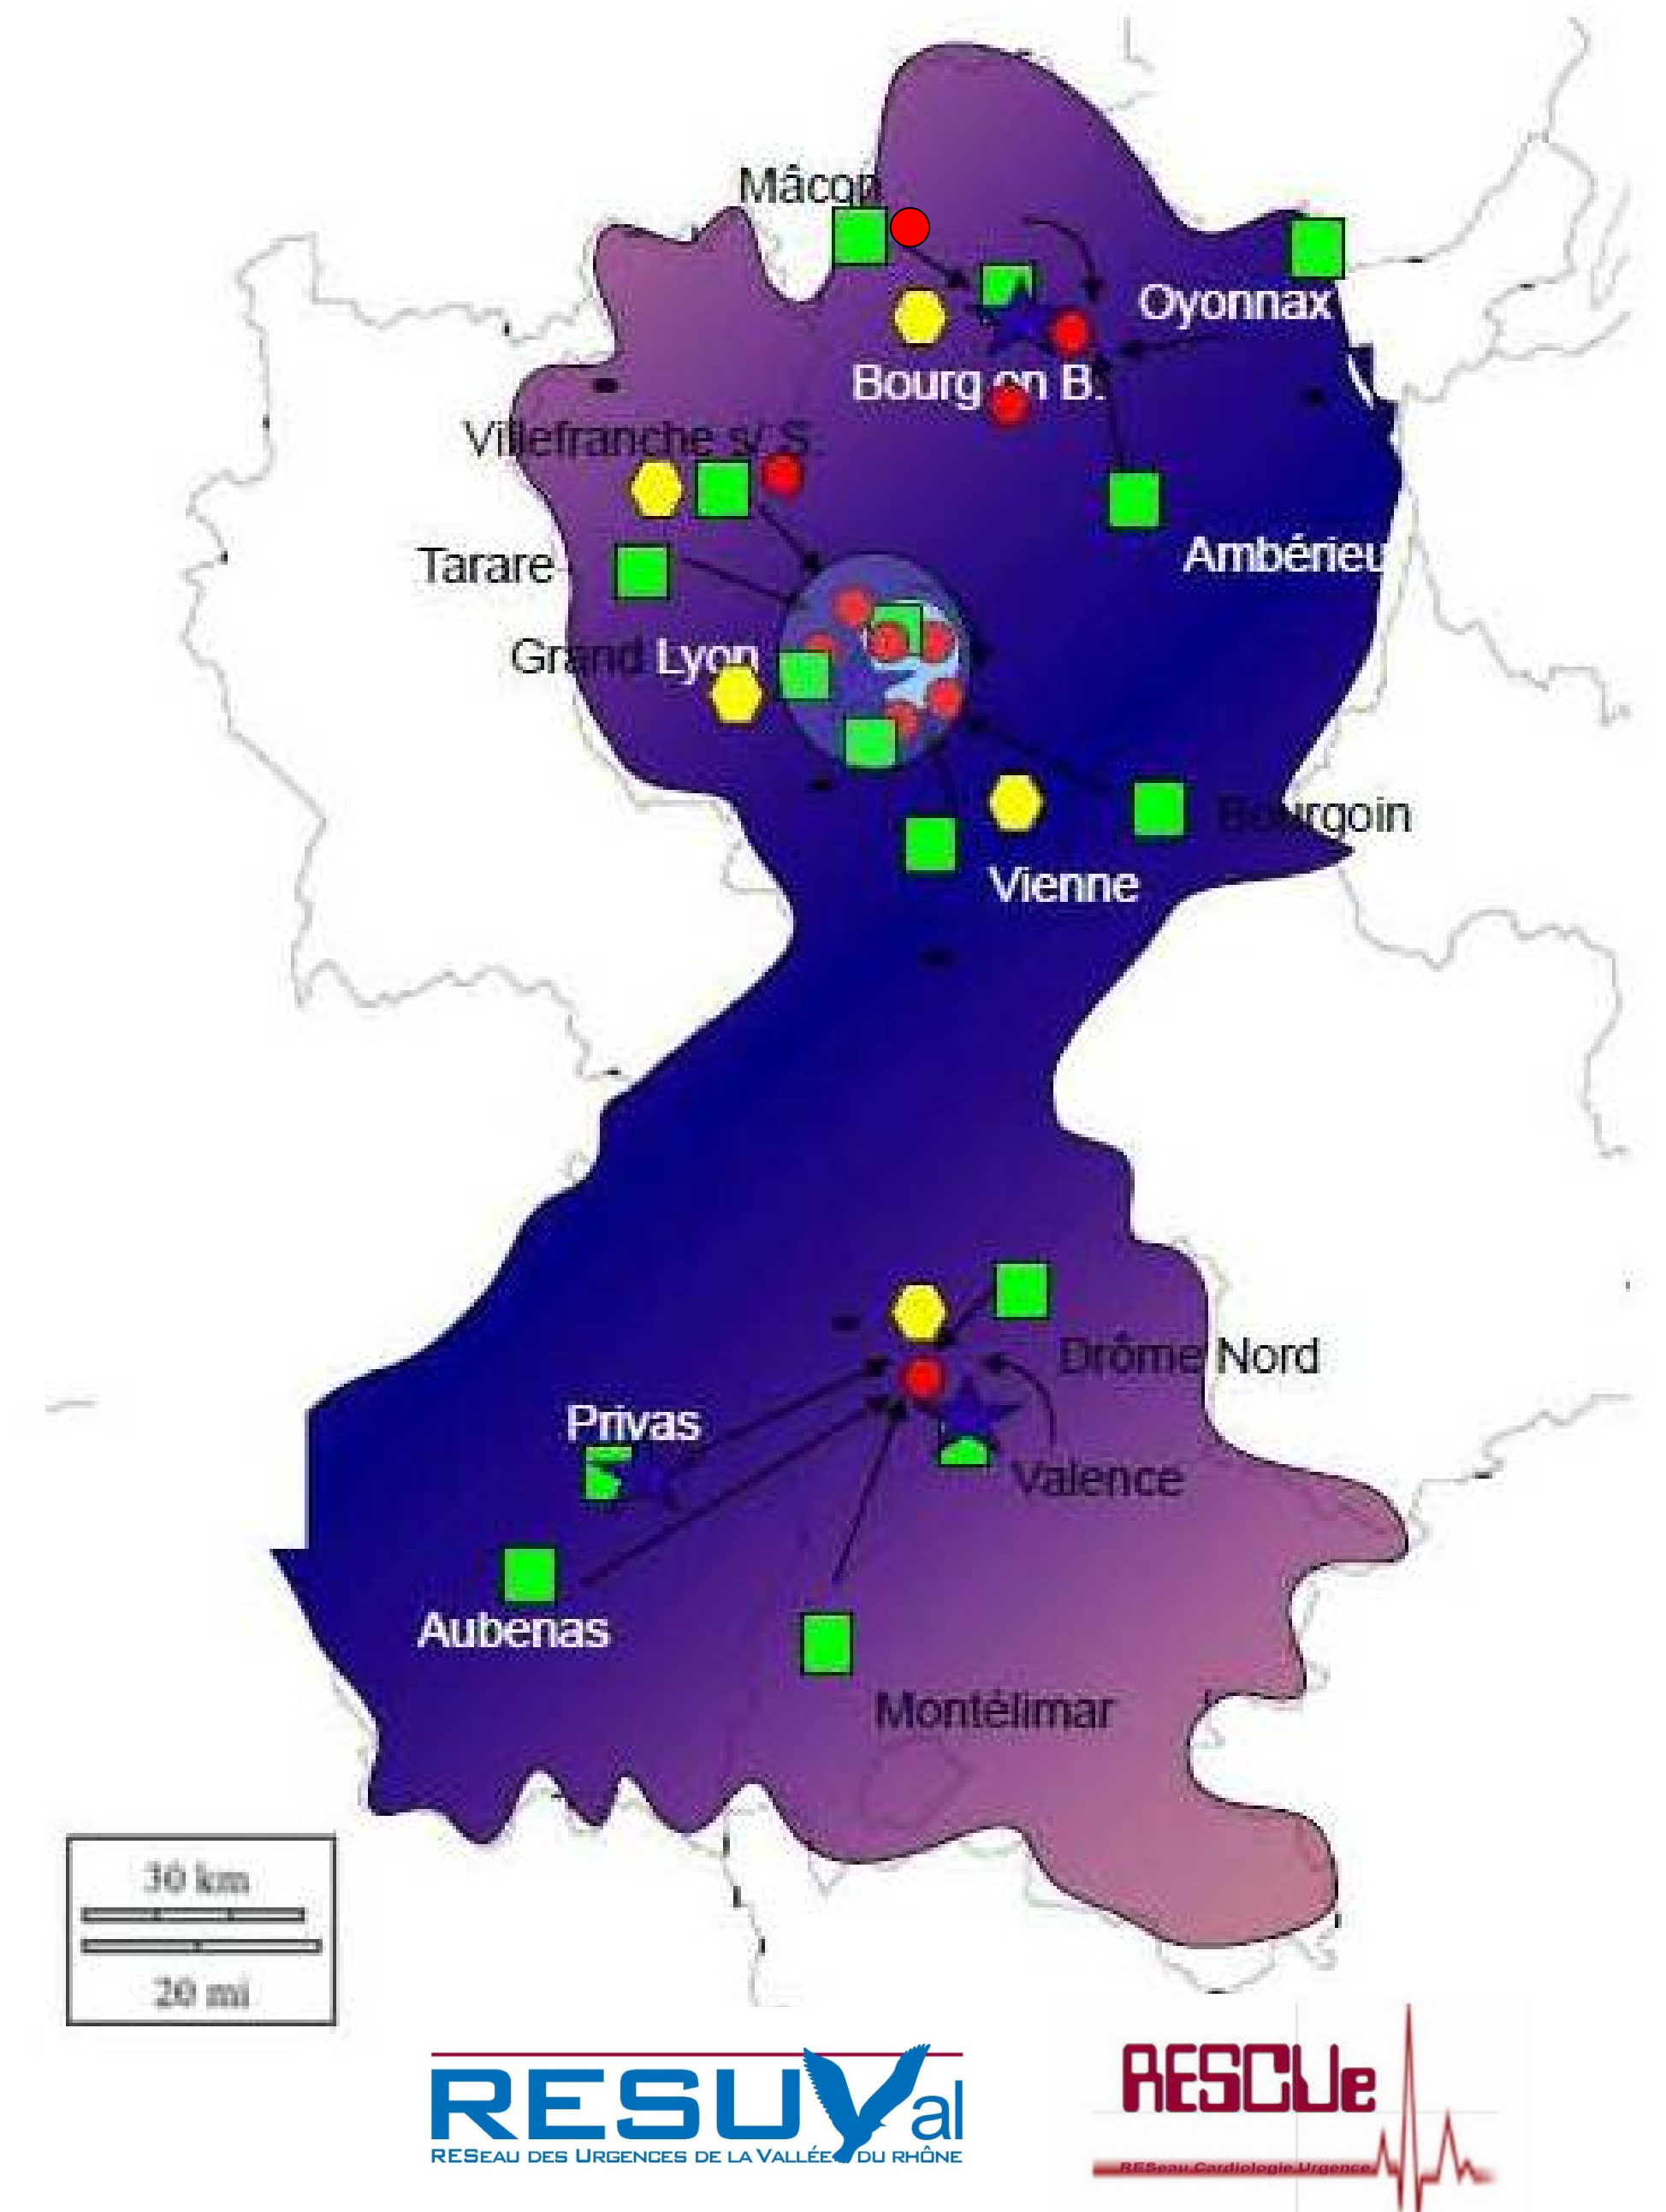 Mâcon
Oyonnax
Bourg en B.
Villefranche s/ S.
Ambérieu
Tarare
Grand Lyon
Bourgoin
Vienne
Drôme Nord
Privas
Valence
Aubenas
Montélimar
30 km
20 mi
RESUVal
RESEAU DES URGENCES DE LA VALLÉE DU RHÔNE
RESCUe
RESeau Cardiologie Urgence